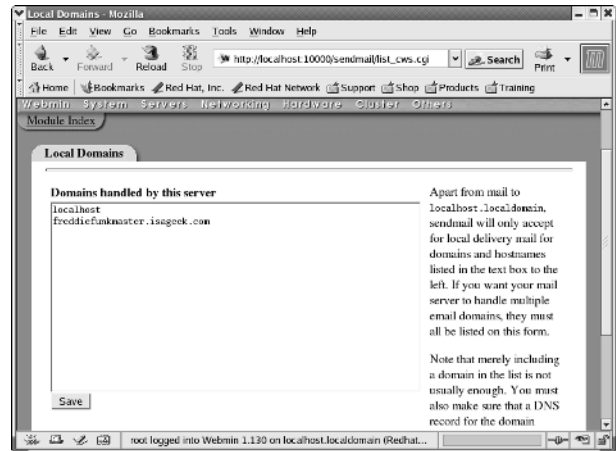 Local Domains - Mozilla
File Edit View Go Bookmarks Tools Window Help
Back Forward Reload Stop http://localhost:10000/sendmail/list_cws.cgi Search Print
Home Bookmarks Red Hat, Inc. Red Hat Network Support Shop Products Training
Webmin System Servers Networking Hardware Cluster Others
Module Index
Local Domains
Domains handled by this server
localhost
freddiefunkmaster.isageek.com
Save
Apart from mail to
localhost.localdomain,
sendmail will only accept
for local delivery mail for
domains and hostnames
listed in the text box to the
left. If you want your mail
server to handle multiple
email domains, they must
all be listed on this form.
Note that merely including
a domain in the list is not
usually enough. You must
also make sure that a DNS
record for the domain
root logged into Webmin 1.130 on localhost.localdomain (Redhat...